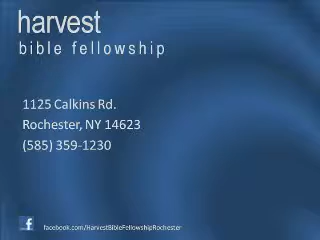 harvest
bible fellowship
1125 Calkins Rd.
Rochester, NY 14623
(585) 359-1230
facebook.com/HarvestBibleFellowshipRochester